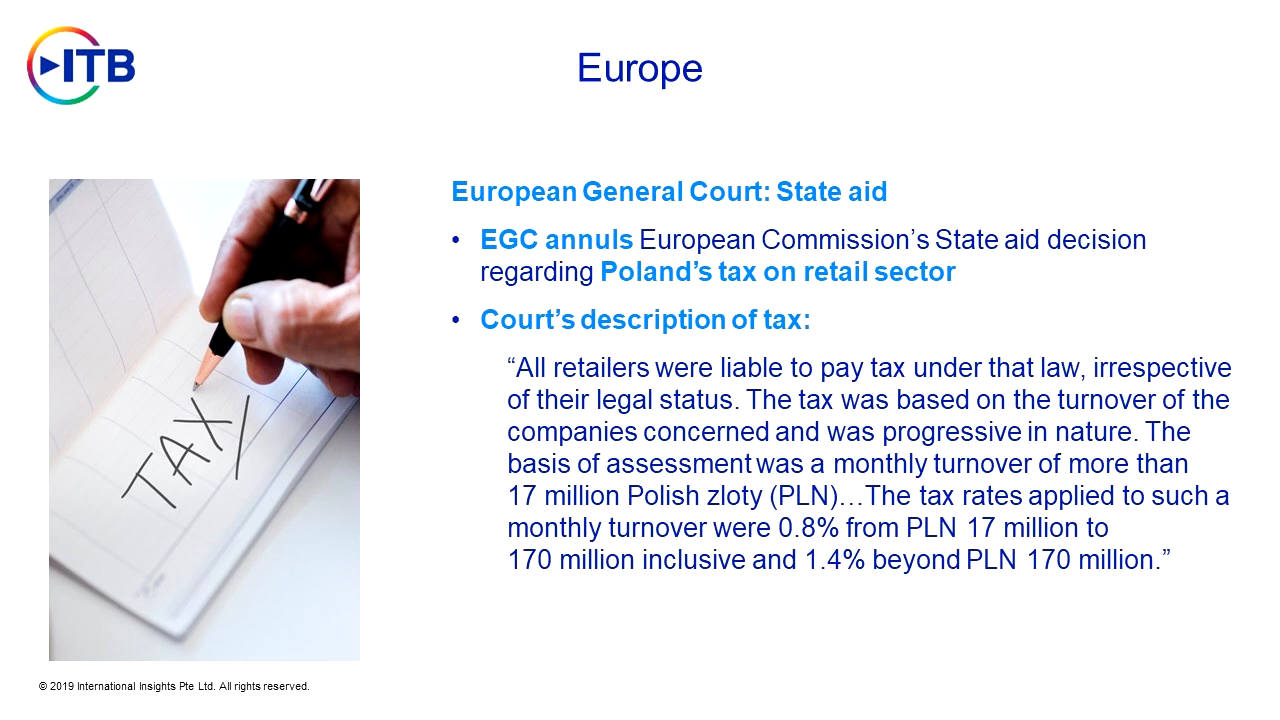 ITB
Europe
European General Court: State aid
• EGC annuls European Commission’s State aid decision
regarding Poland’s tax on retail sector
• Court’s description of tax:
“All retailers were liable to pay tax under that law, irrespective
of their legal status. The tax was based on the turnover of the
companies concerned and was progressive in nature. The
basis of assessment was a monthly turnover of more than
17 million Polish zloty (PLN)…The tax rates applied to such a
monthly turnover were 0.8% from PLN 17 million to
170 million inclusive and 1.4% beyond PLN 170 million.”
TAX
© 2019 International Insights Pte Ltd. All rights reserved.